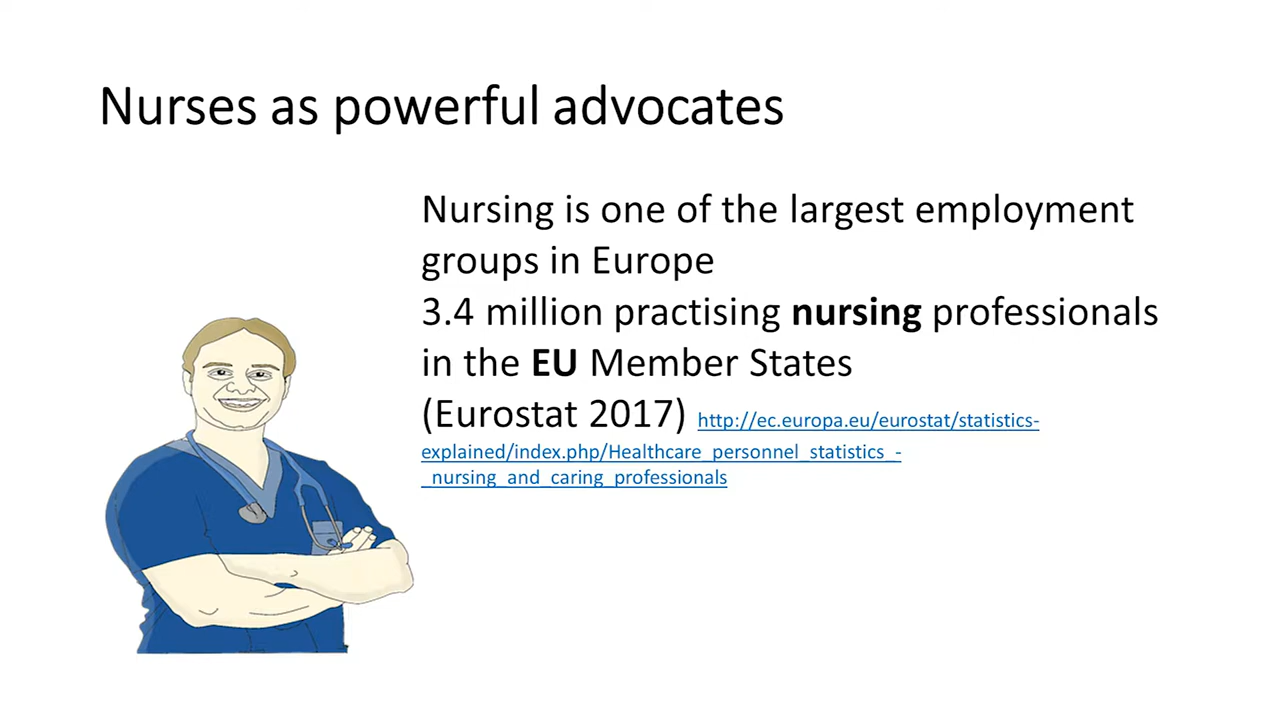 Nurses as powerful advocates
Nursing is one of the largest employment
groups in Europe
3.4 million practising nursing professionals
in the EU Member States
(Eurostat 2017) http://ec.europa.eu/eurostat/statistics-
explained/index.php/Healthcare_personnel_statistics_-
_nursing_and_caring_professionals